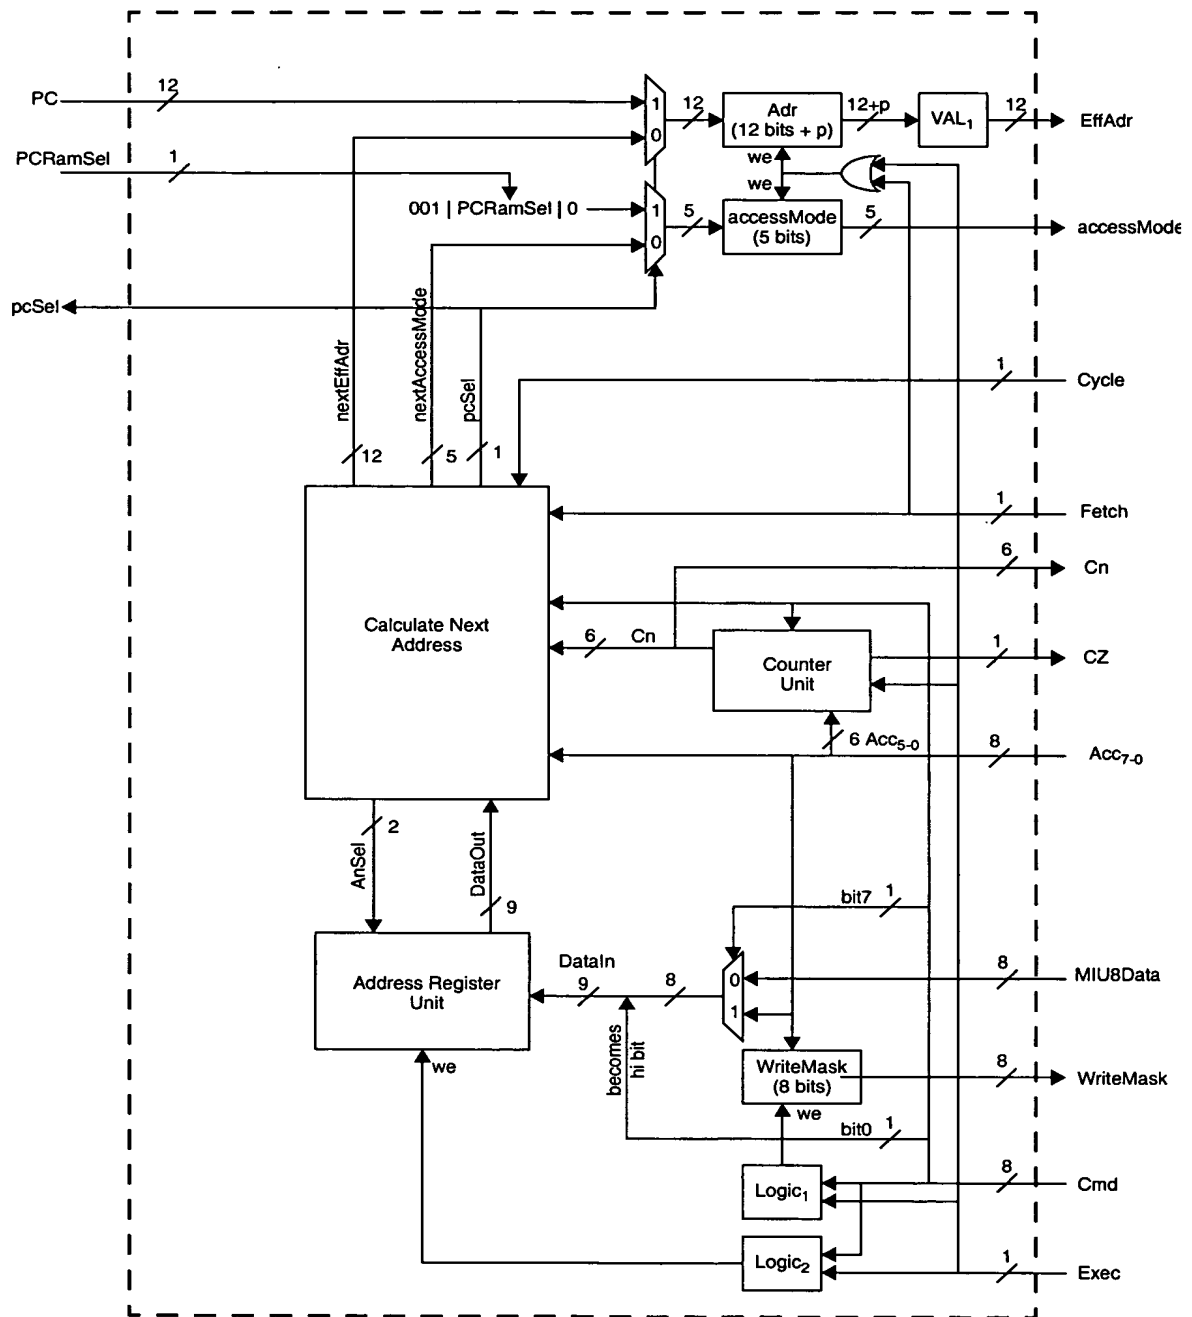 PC
12
PCRamSel
1
001 | PCRamSel | 0
1
0
1
0
12
5
Adr
(12 bits + p)
we
we
accessMode
(5 bits)
12+p
VAL1
12
EffAdr
5
accessMode
pcSel
nextEffAdr
nextAccessMode
pcSel
12
5
1
1
Cycle
1
Fetch
6
Cn
Calculate Next
Address
6
Cn
Counter
Unit
1
CZ
6 Acc5-0
8
Acc7-0
AnSel
2
DataOut
9
bit7
1
Address Register
Unit
DataIn
9
8
0
1
8
MIU8Data
becomes
hi bit
we
WriteMask
(8 bits)
we
8
WriteMask
bit0
1
Logic1
8
Cmd
Logic2
1
Exec